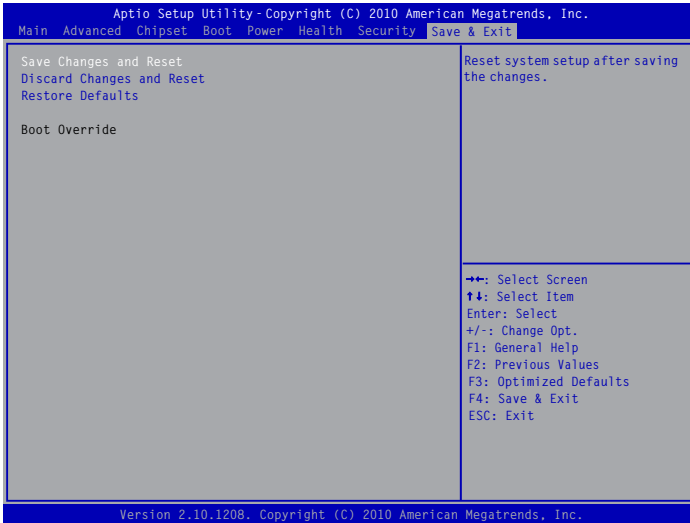 Aptio Setup Utility - Copyright (C) 2010 American Megatrends, Inc.
Main Advanced Chipset Boot Power Health Security Save & Exit
Save Changes and Reset
Discard Changes and Reset
Restore Defaults
Boot Override
Reset system setup after saving
the changes.
→←: Select Screen
↑↓: Select Item
Enter: Select
+/-: Change Opt.
F1: General Help
F2: Previous Values
F3: Optimized Defaults
F4: Save & Exit
ESC: Exit
Version 2.10.1208. Copyright (C) 2010 American Megatrends, Inc.